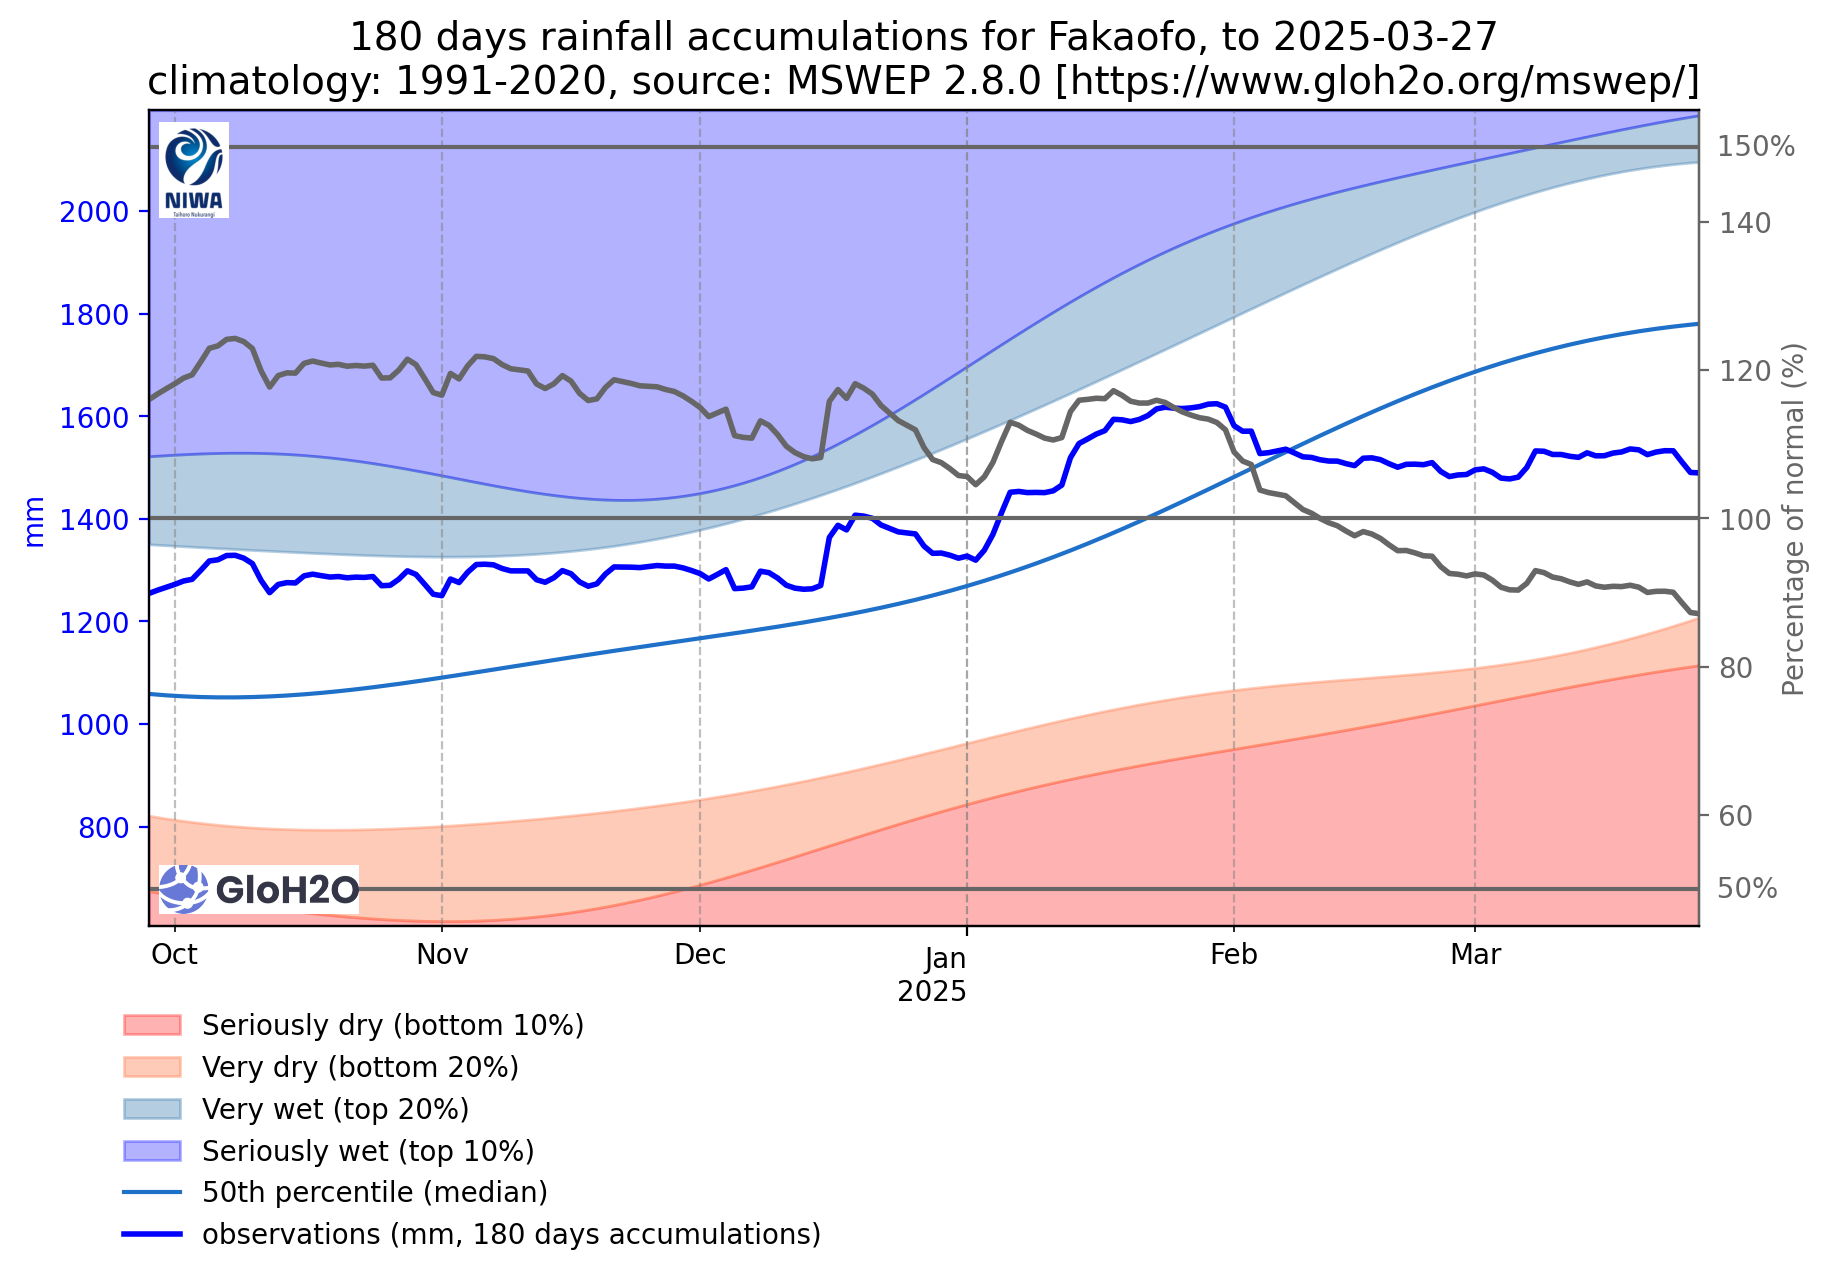 180 days rainfall accumulations for Fakaofo, to 2025-03-27
climatology: 1991-2020, source: MSWEP 2.8.0 [https://www.gloh2o.org/mswep/]
NIWA
Taihoro Nukurangi
2000
1800
1600
1400
1200
1000
800
mm
150%
140
120
100
80
60
50%
Percentage of normal (%)
GloH2O
Oct
Nov
Dec
Jan
2025
Feb
Mar
Seriously dry (bottom 10%)
Very dry (bottom 20%)
Very wet (top 20%)
Seriously wet (top 10%)
50th percentile (median)
observations (mm, 180 days accumulations)